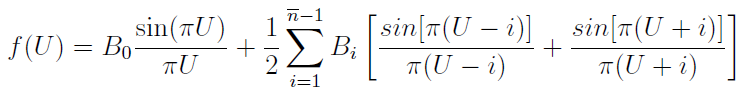 f(U) = B_0 \frac{\sin(\pi U)}{\pi U} + \frac{1}{2} \sum_{i=1}^{\overline{n}-1} B_i \left[ \frac{sin[\pi(U-i)]}{\pi(U-i)} + \frac{sin[\pi(U+i)]}{\pi(U+i)} \right]